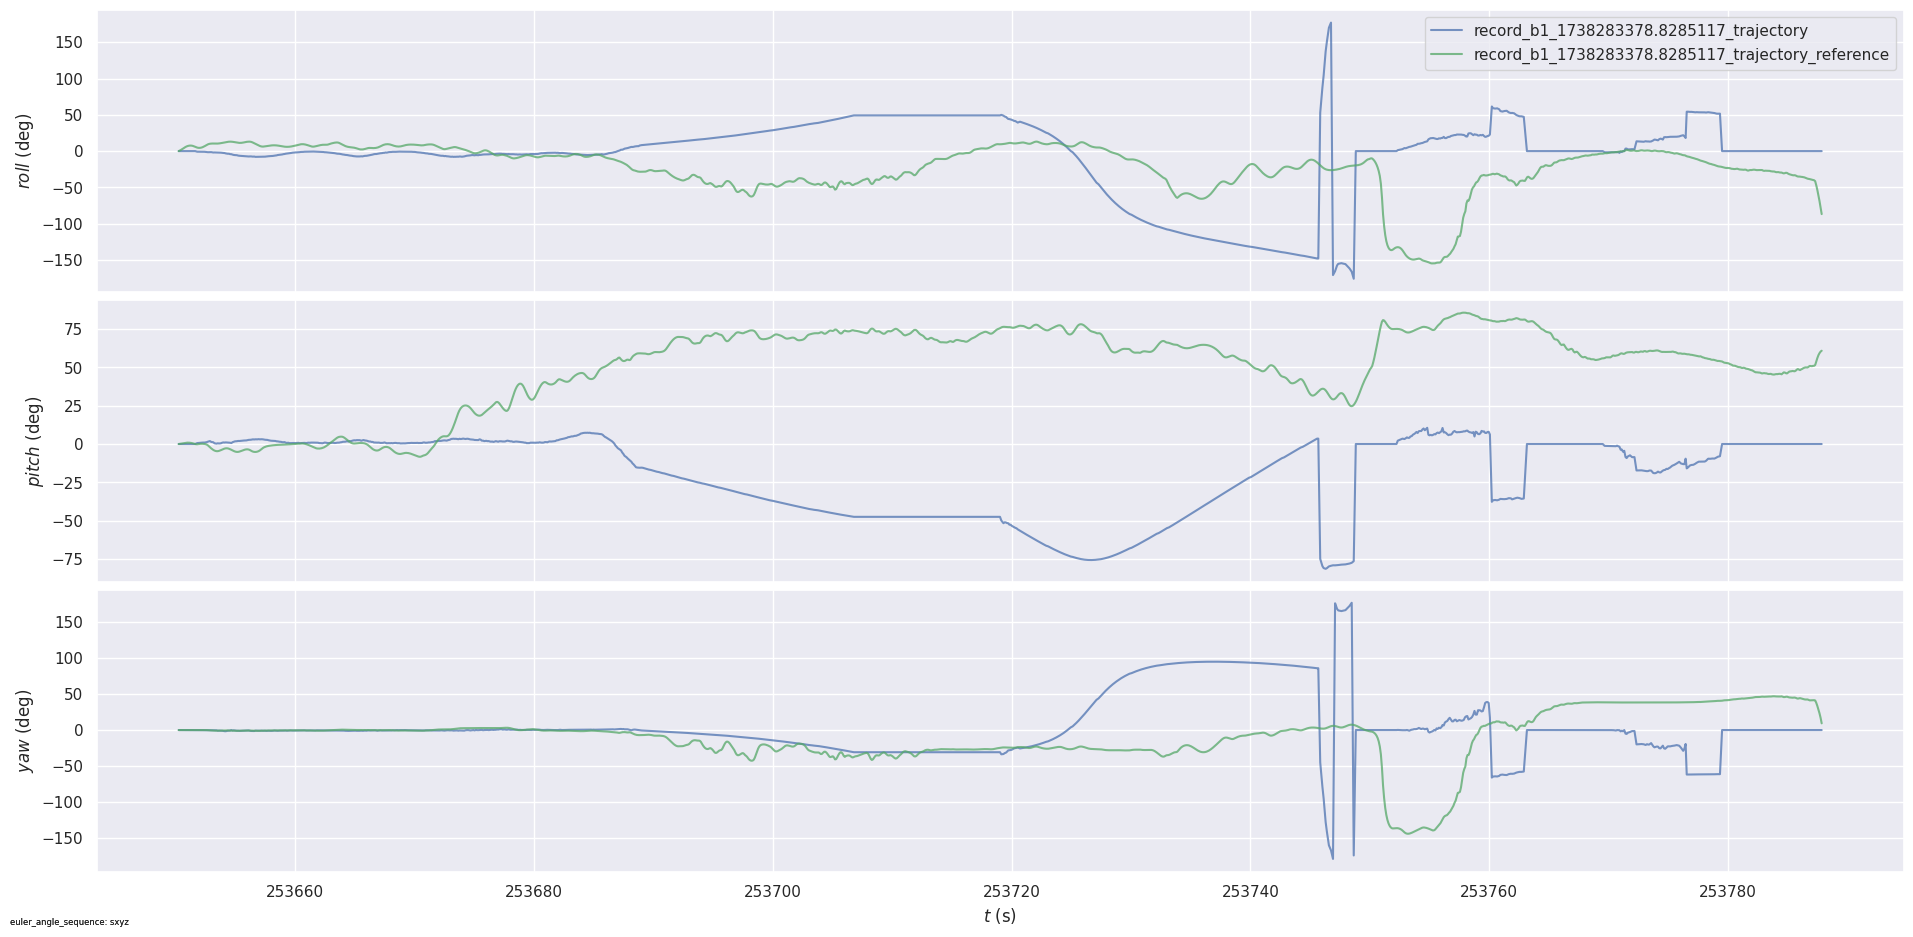 150
100
50
0
−50
−100
−150
roll (deg)
record_b1_1738283378.8285117_trajectory
record_b1_1738283378.8285117_trajectory_reference
75
50
25
0
−25
−50
−75
pitch (deg)
150
100
50
0
−50
−100
−150
yaw (deg)
253660 253680 253700 253720 253740 253760 253780
t (s)
euler_angle_sequence: sxyz